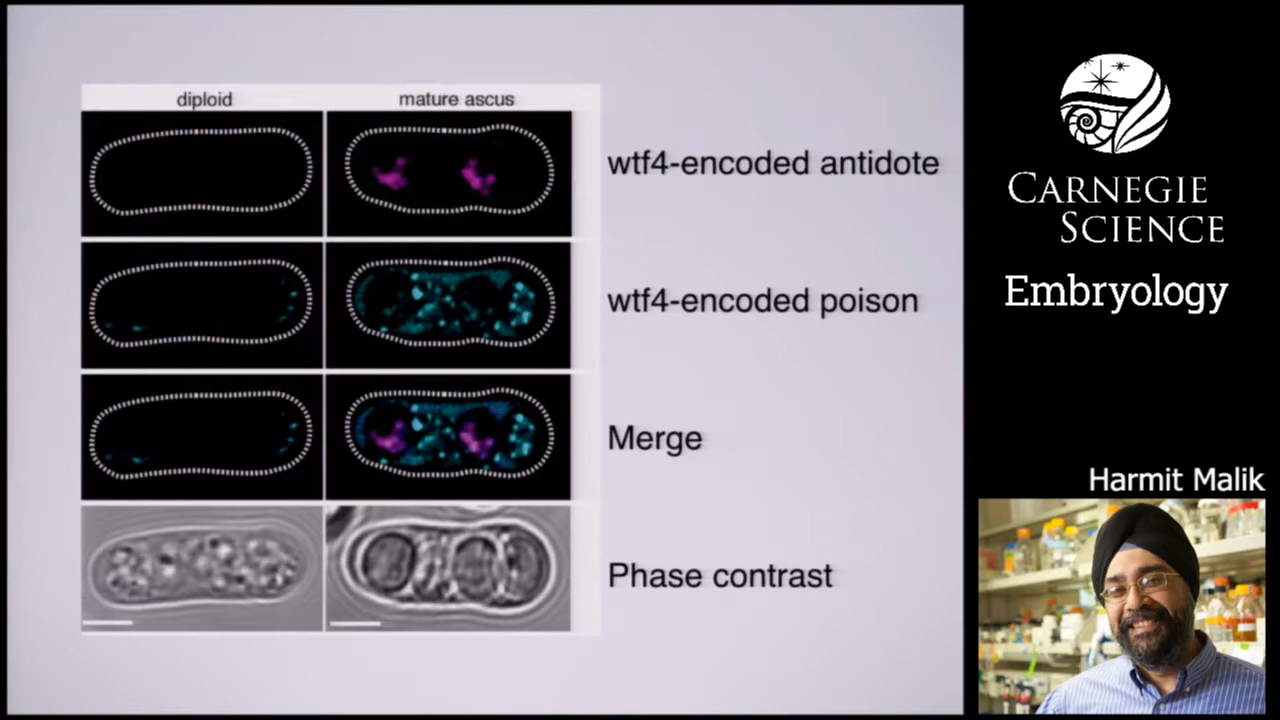 diploid
mature ascus
wtf4-encoded antidote
wtf4-encoded poison
Merge
Phase contrast
CARNEGIE
SCIENCE
Embryology
Harmit Malik